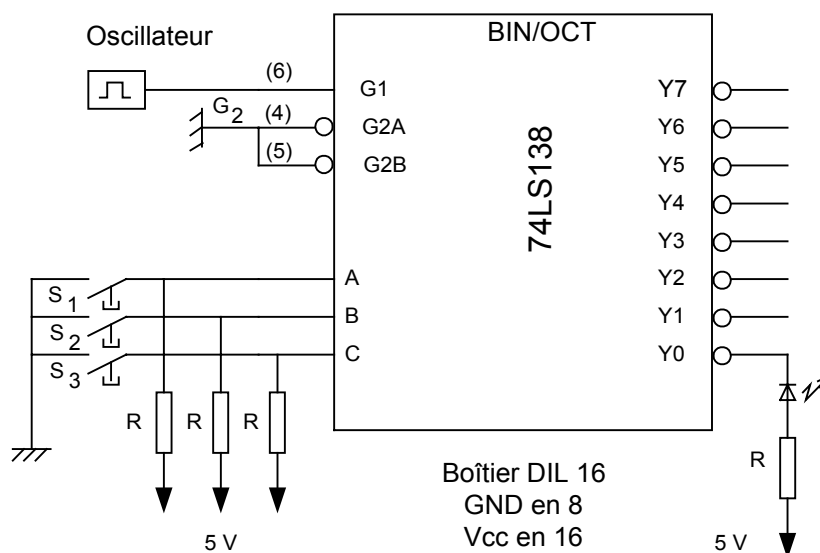 Oscillateur
BIN/OCT
(6)
G1
Y7
G2
(4)
G2A
Y6
(5)
G2B
Y5
74LS138
Y4
Y3
A
Y2
S1
B
Y1
S2
C
Y0
S3
R
R
R
R
Boîtier DIL 16
GND en 8
Vcc en 16
5 V
5 V